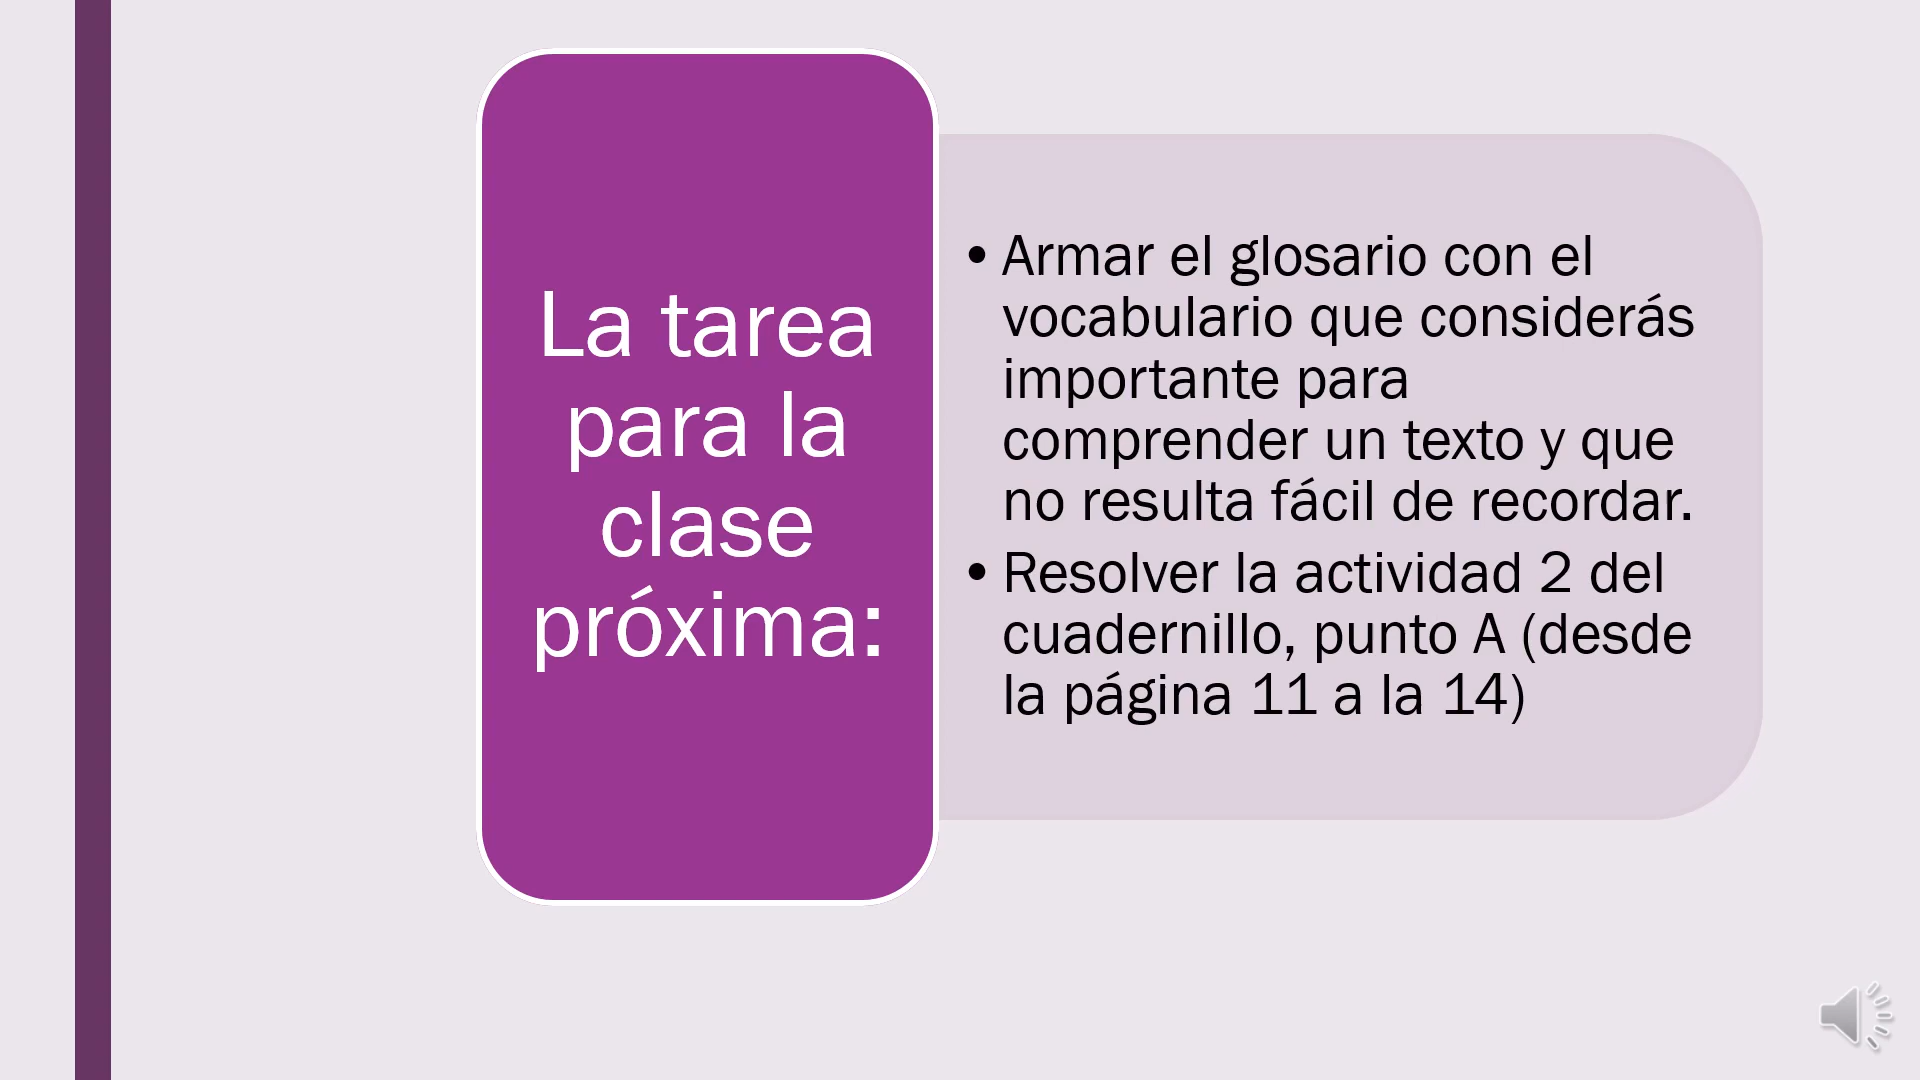 La tarea
para la
clase
próxima:
• Armar el glosario con el
vocabulario que considerás
importante para
comprender un texto y que
no resulta fácil de recordar.
• Resolver la actividad 2 del
cuadernillo, punto A (desde
la página 11 a la 14)